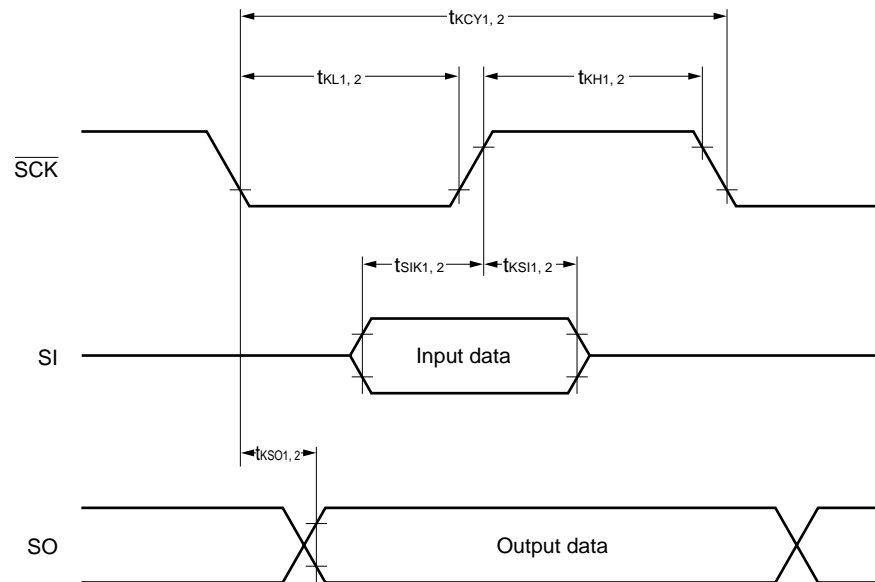 tKCY1, 2
tKL1, 2
tKH1, 2
SCK
tSIK1, 2
tKSI1, 2
SI
Input data
tKSO1, 2
SO
Output data